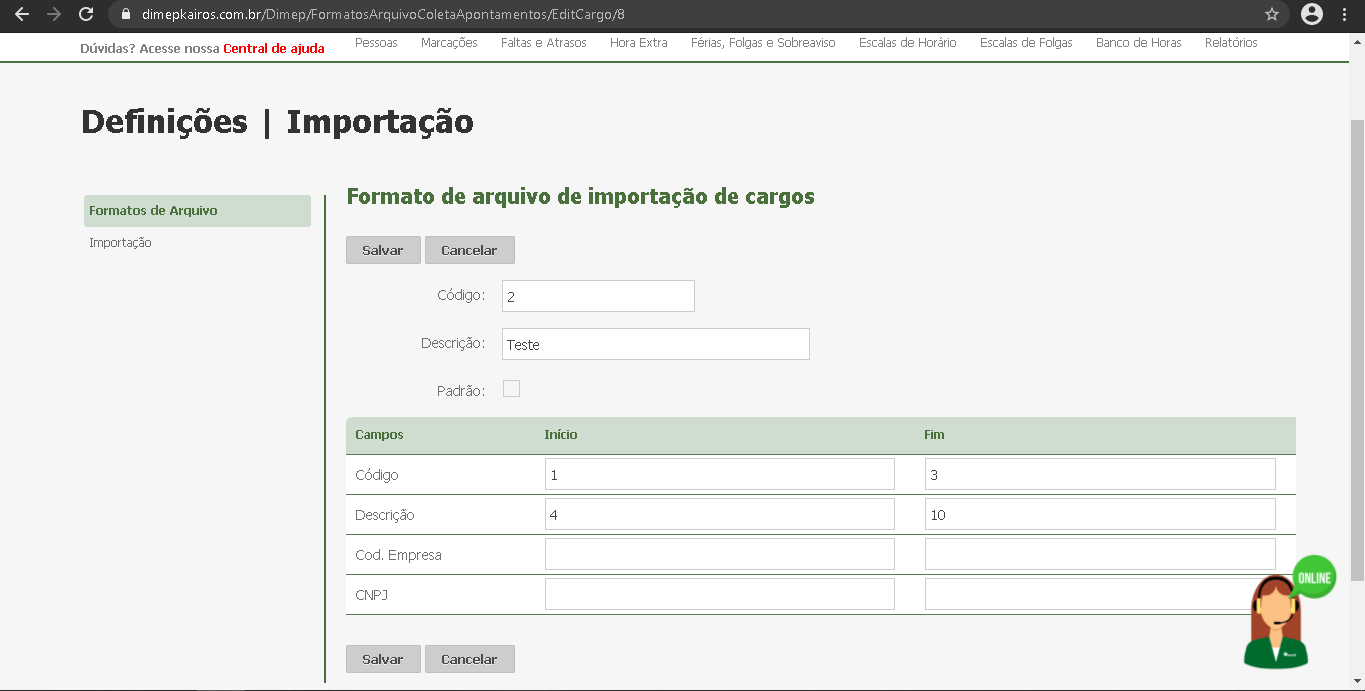 dimepkairos.com.br/Dimep/FormatosArquivoColetaApontamentos/EditCargo/8
Dúvidas? Acesse nossa Central de ajuda Pessoas Marcações Faltas e Atrasos Hora Extra Férias, Folgas e Sobreaviso Escalas de Horário Escalas de Folgas Banco de Horas Relatórios
Definições | Importação
Formatos de Arquivo
Importação
Formato de arquivo de importação de cargos
Salvar Cancelar
Código: 2
Descrição: Teste
Padrão:
Campos Início Fim
Código 1 3
Descrição 4 10
Cod. Empresa
CNPJ
ONLINE
Salvar Cancelar